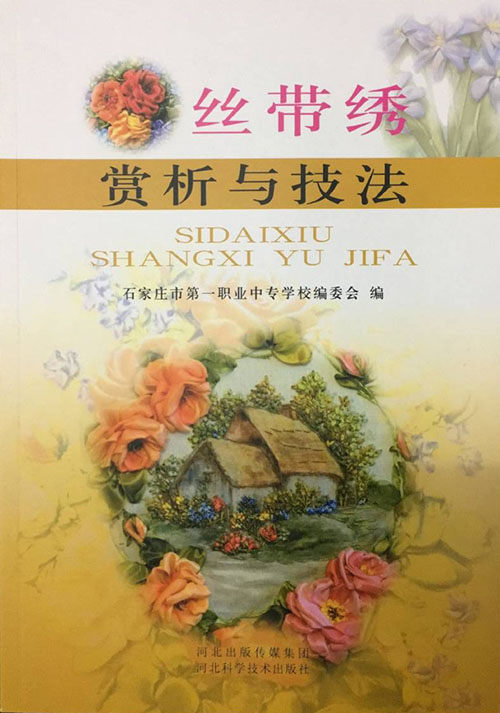 丝带绣
赏析与技法
SIDAIXIU
SHANGXI YU JIFA
石家庄市第一职业中专学校编委会 编
河北出版传媒集团
河北科学技术出版社